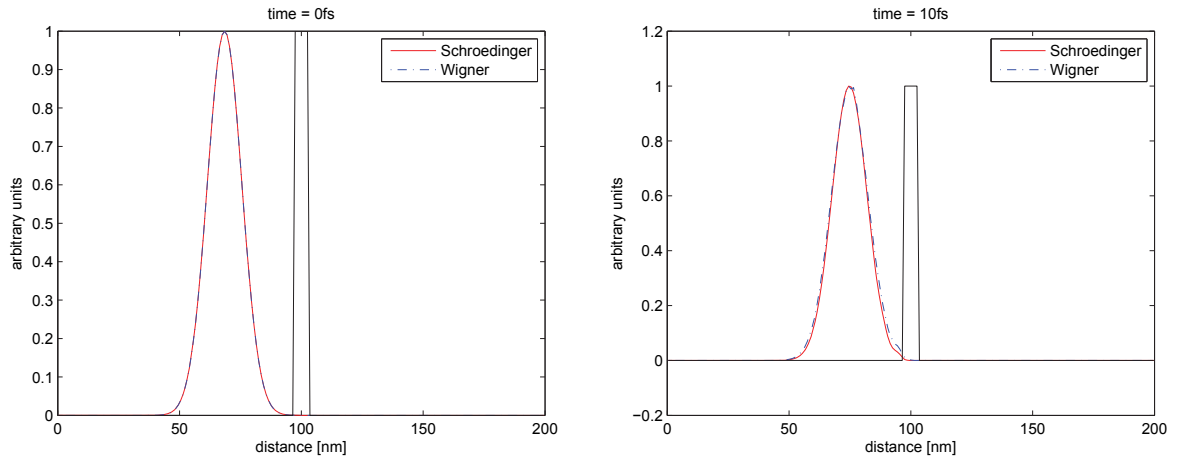 time = 0fs
1
0.9
0.8
0.7
0.6
0.5
0.4
0.3
0.2
0.1
0
arbitrary units
Schroedinger
Wigner
0
50
100
150
200
distance [nm]
time = 10fs
1.2
1
0.8
0.6
0.4
0.2
0
−0.2
arbitrary units
Schroedinger
Wigner
0
50
100
150
200
distance [nm]